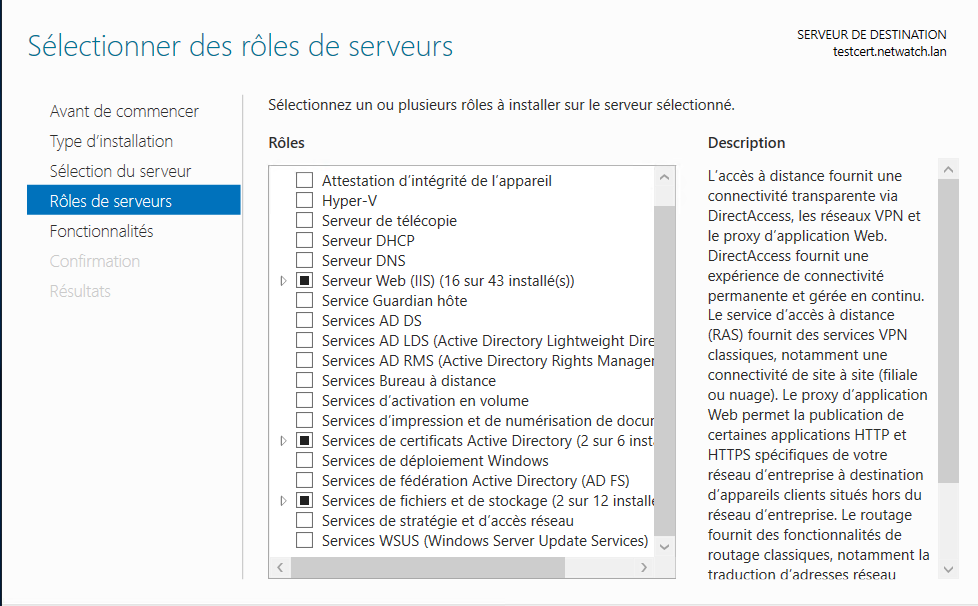 Sélectionner des rôles de serveurs
SERVEUR DE DESTINATION
testcert.netwatch.lan
Avant de commencer
Type d'installation
Sélection du serveur
Rôles de serveurs
Fonctionnalités
Confirmation
Résultats
Sélectionnez un ou plusieurs rôles à installer sur le serveur sélectionné.
Rôles
Attestation d'intégrité de l'appareil
Hyper-V
Serveur de télécopie
Serveur DHCP
Serveur DNS
Serveur Web (IIS) (16 sur 43 installé(s))
Service Guardian hôte
Services AD DS
Services AD LDS (Active Directory Lightweight Dire
Services AD RMS (Active Directory Rights Manager
Services Bureau à distance
Services d'activation en volume
Services d'impression et de numérisation de docur
Services de certificats Active Directory (2 sur 6 inst
Services de déploiement Windows
Services de fédération Active Directory (AD FS)
Services de fichiers et de stockage (2 sur 12 installe
Services de stratégie et d'accès réseau
Services WSUS (Windows Server Update Services)
Description
L'accès à distance fournit une
connectivité transparente via
DirectAccess, les réseaux VPN et
le proxy d'application Web.
DirectAccess fournit une
expérience de connectivité
permanente et gérée en continu.
Le service d'accès à distance
(RAS) fournit des services VPN
classiques, notamment une
connectivité de site à site (filiale
ou nuage). Le proxy d'application
Web permet la publication de
certaines applications HTTP et
HTTPS spécifiques de votre
réseau d'entreprise à destination
d'appareils clients situés hors du
réseau d'entreprise. Le routage
fournit des fonctionnalités de
routage classiques, notamment la
traduction d'adresses réseau